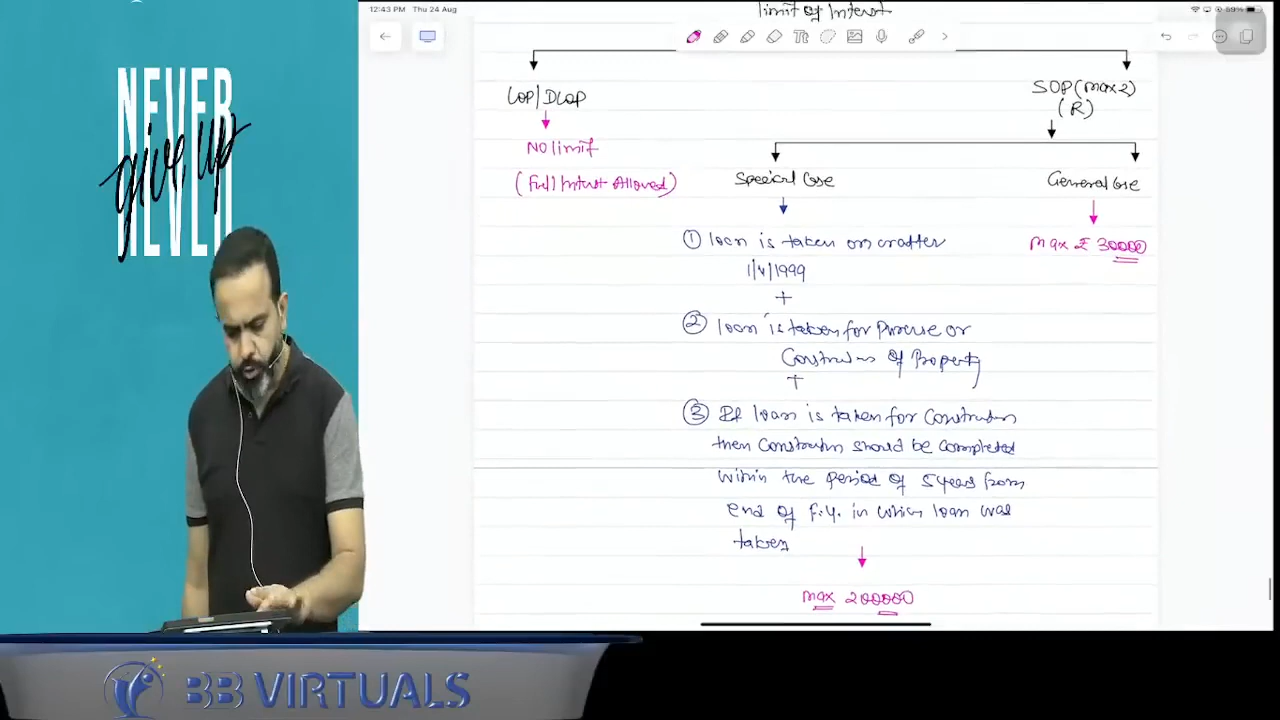 12:43 PM Thu 24 Aug
59%
limit of Interest
LOP/DLOP
No limit
(Full Interest Allowed)
SOP (max 2)
(R)
Special Case
General Case
Max ₹ 30000
① loan is taken on or after
1/4/1999
+
② loan is taken for Purchase or
Construction of Property
+
③ If loan is taken for Construction
then Construction should be completed
within the period of 5 years from
end of F.Y. in which loan was
taken
max 200000
NEVER
give up
NEVER
BB VIRTUALS